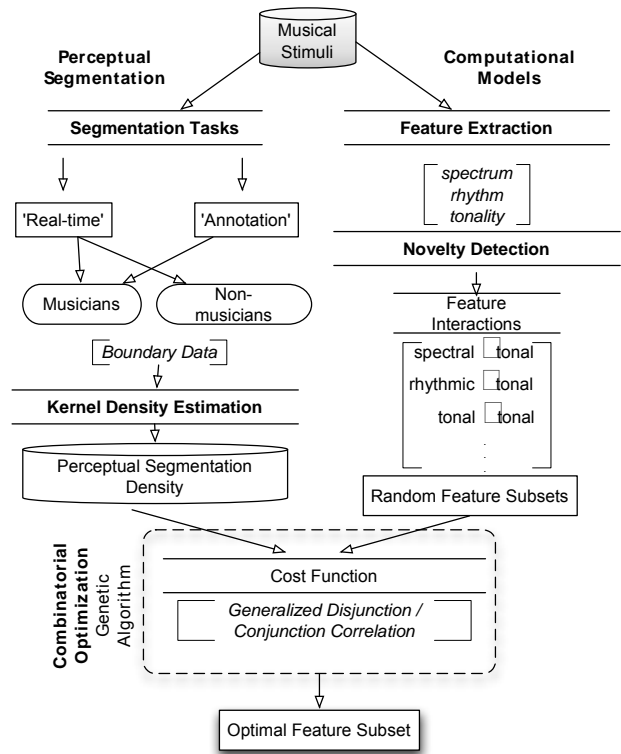 Musical
Stimuli
Perceptual
Segmentation
Computational
Models
Segmentation Tasks
Feature Extraction
spectrum
rhythm
tonality
'Real-time'
'Annotation'
Novelty Detection
Musicians
Non-
musicians
Feature
Interactions
Boundary Data
spectral □ tonal
rhythmic □ tonal
tonal □ tonal
.
.
Kernel Density Estimation
Perceptual Segmentation
Density
Random Feature Subsets
Combinatorial
Optimization
Genetic
Algorithm
Cost Function
Generalized Disjunction /
Conjunction Correlation
Optimal Feature Subset